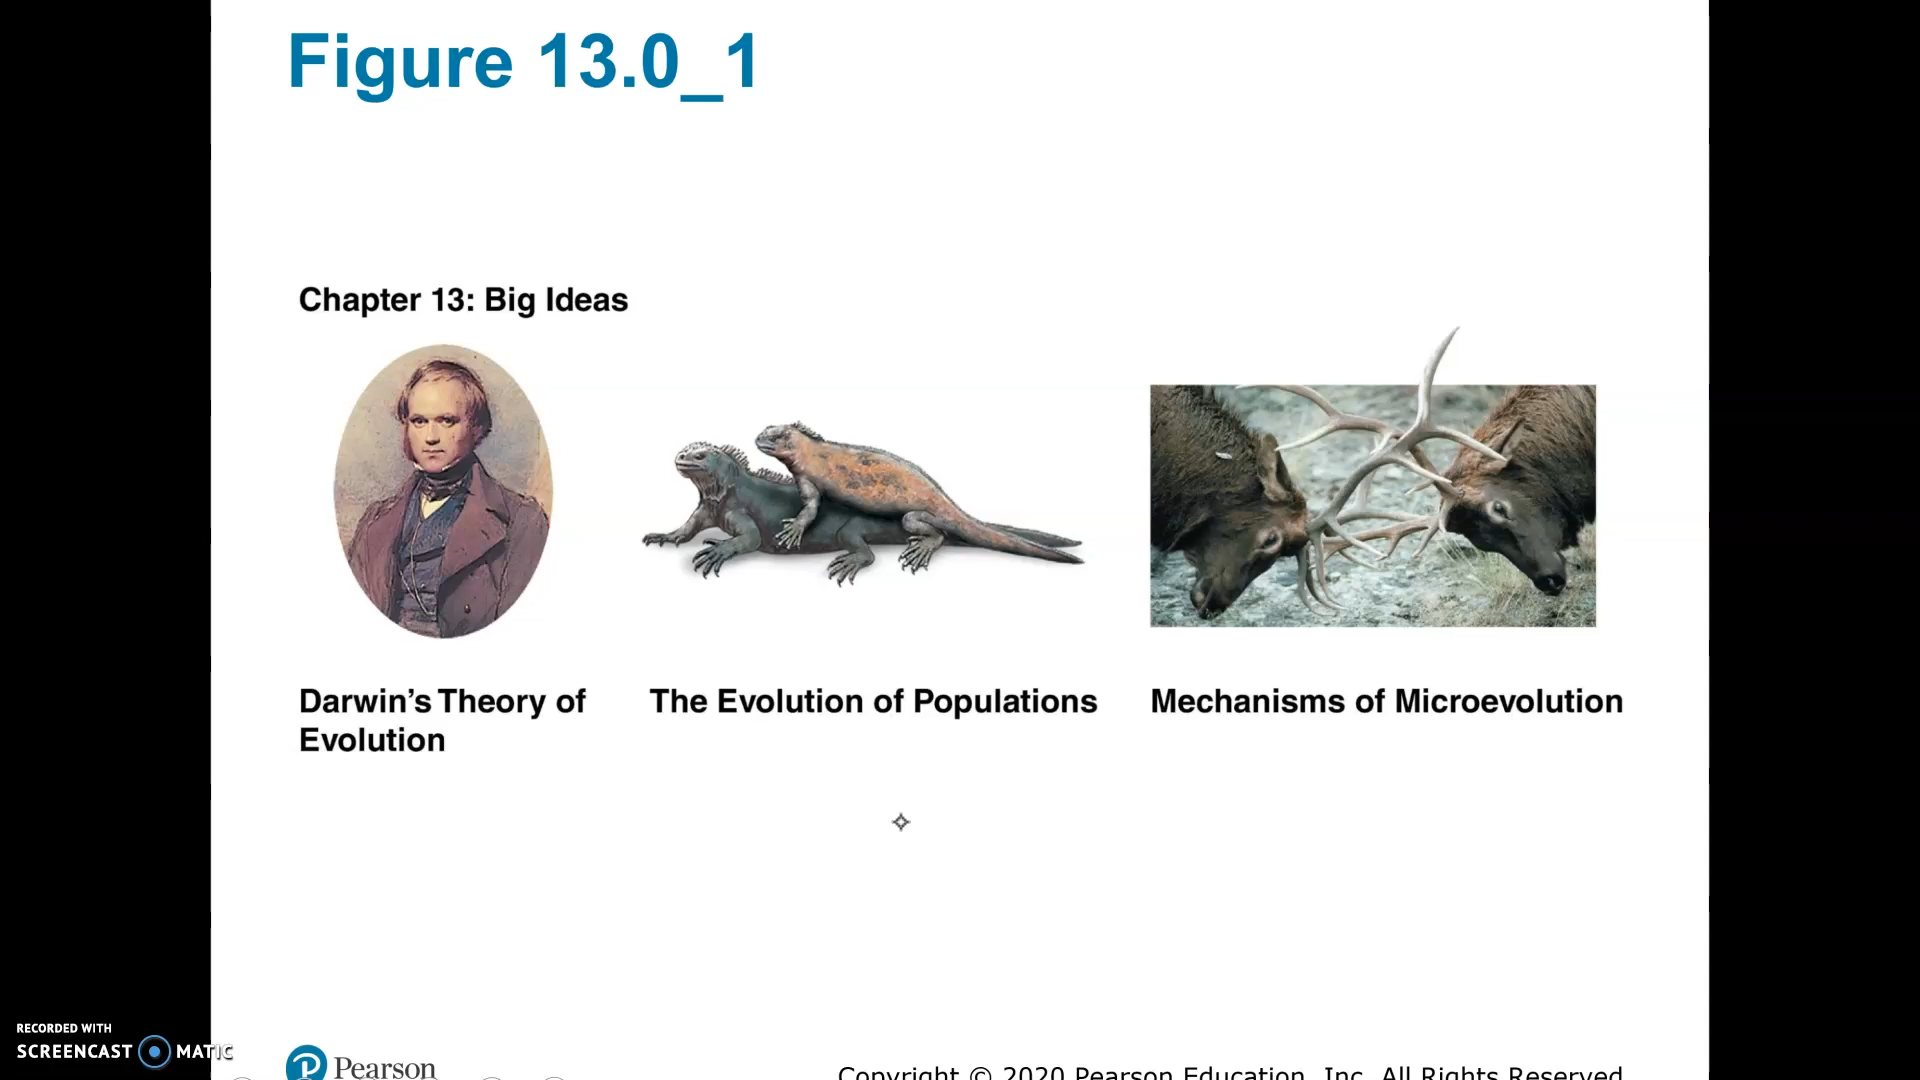 Figure 13.0_1
Chapter 13: Big Ideas
Darwin's Theory of
Evolution
The Evolution of Populations
Mechanisms of Microevolution
RECORDED WITH
SCREENCAST MATIC
Pearson
Copyright © 2020 Pearson Education, Inc. All Rights Reserved